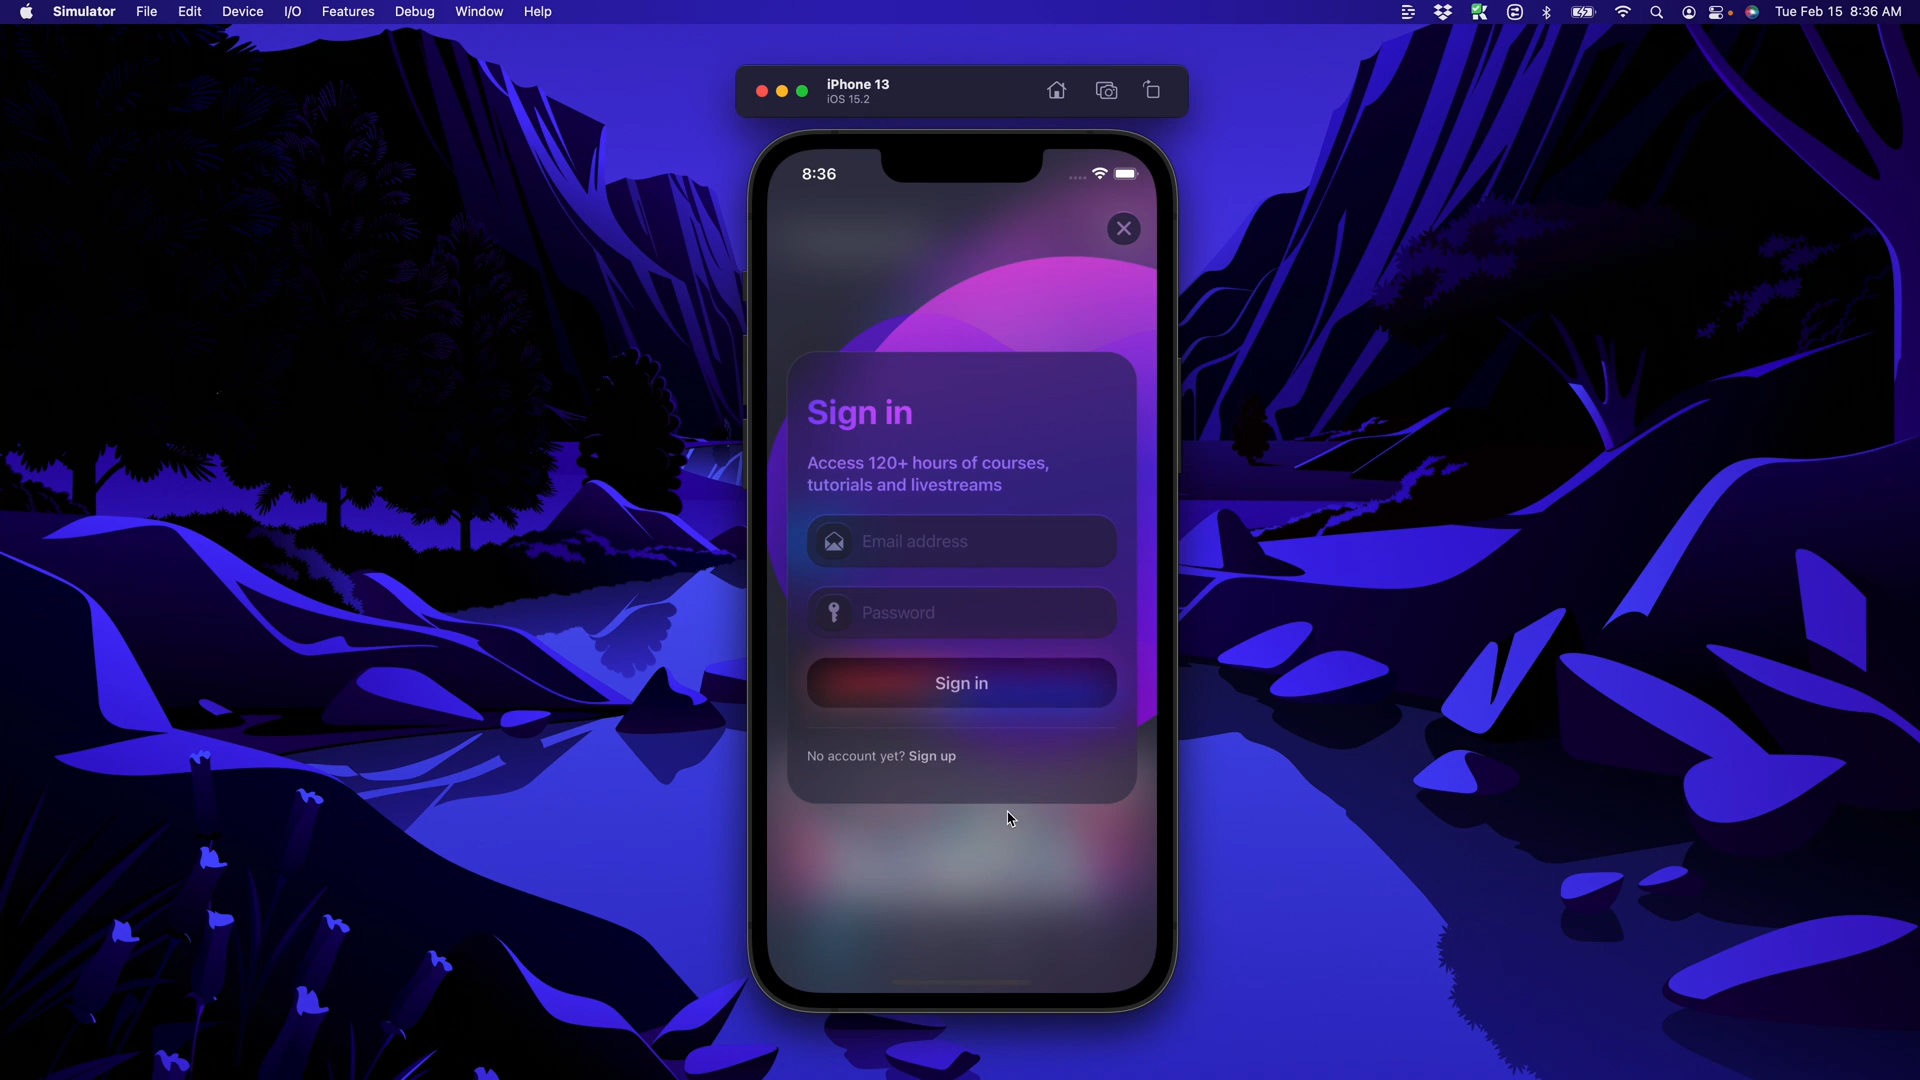 Simulator File Edit Device I/O Features Debug Window Help
Tue Feb 15 8:36 AM
iPhone 13
iOS 15.2
8:36
Sign in
Access 120+ hours of courses,
tutorials and livestreams
Email address
Password
Sign in
No account yet? Sign up